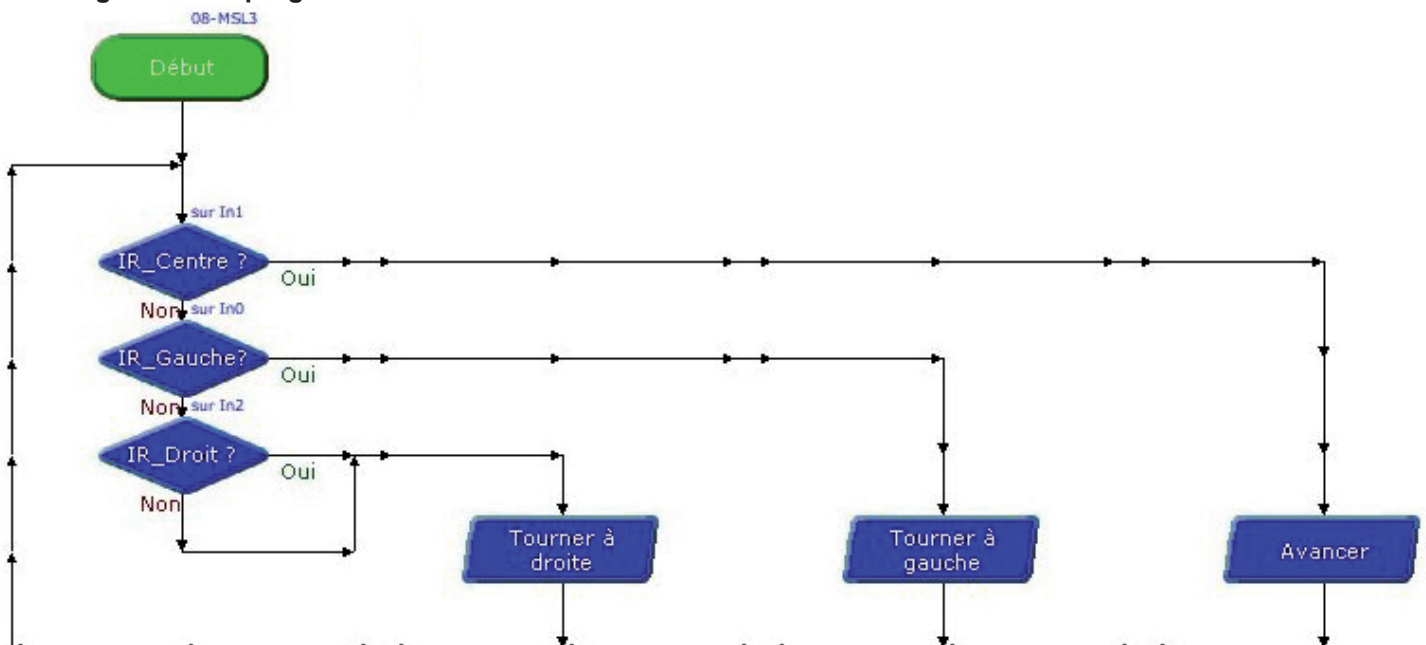 08-MSL3
Début
sur In1
IR_Centre ?
Oui
Non
sur In0
IR_Gauche?
Oui
Non
sur In2
IR_Droit ?
Oui
Non
Tourner à
droite
Tourner à
gauche
Avancer